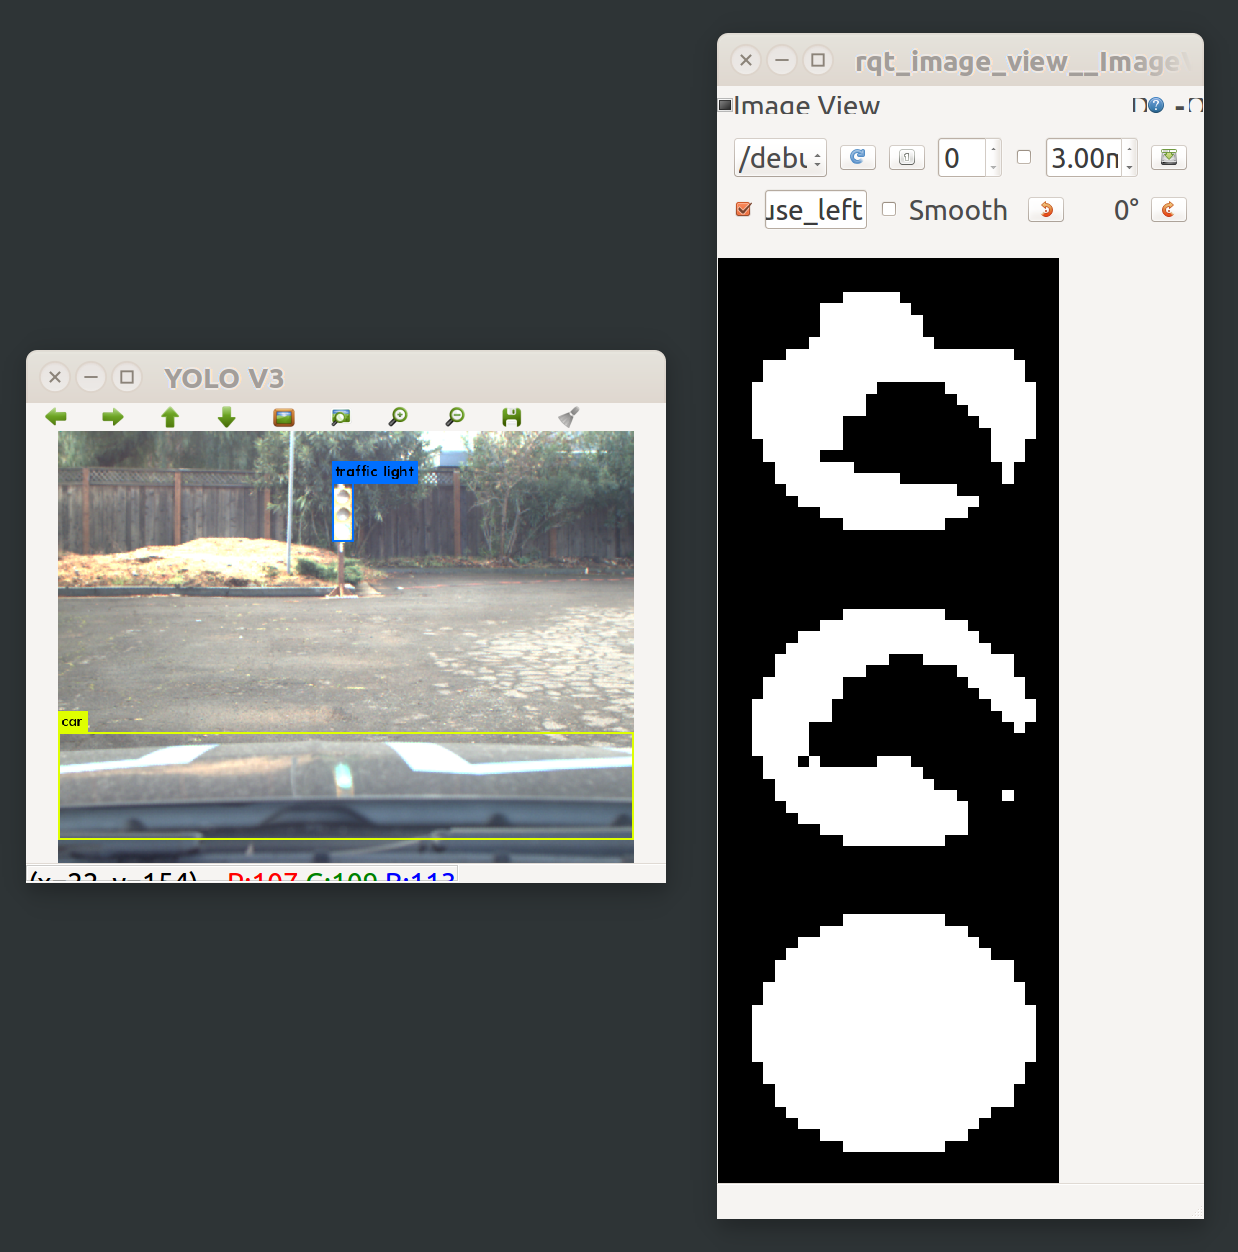 YOLO V3
traffic light
car
(x=22, y=154) R:107 G:109 B:113
rqt_image_view__Image
Image View
/debu
0
3.00m
use_left
Smooth
0°